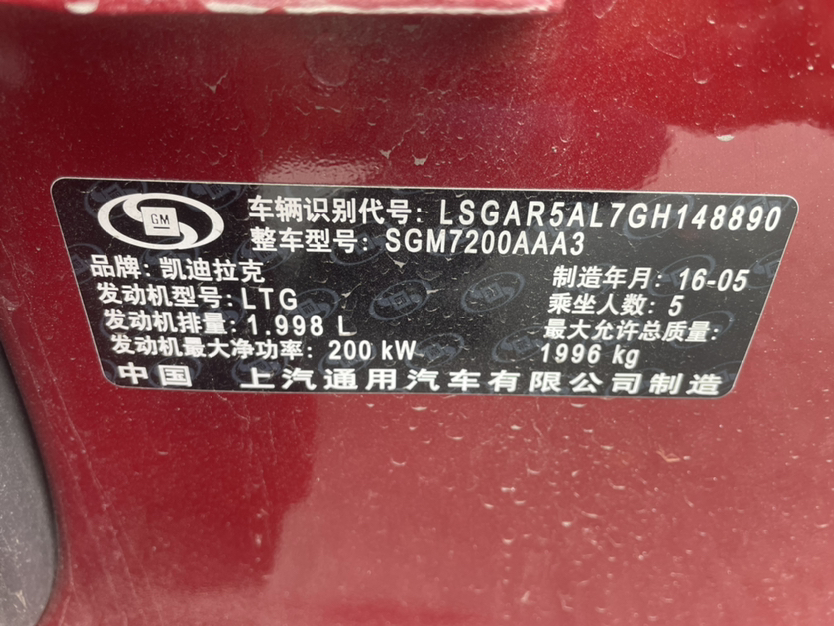 GM
车辆识别代号: LSGAR5AL7GH148890
整车型号: SGM7200AAA3
品牌: 凯迪拉克
制造年月: 16-05
发动机型号: LTG
乘坐人数: 5
发动机排量: 1.998 L
最大允许总质量:
发动机最大净功率: 200 kW
1996 kg
中国 上汽通用汽车有限公司制造